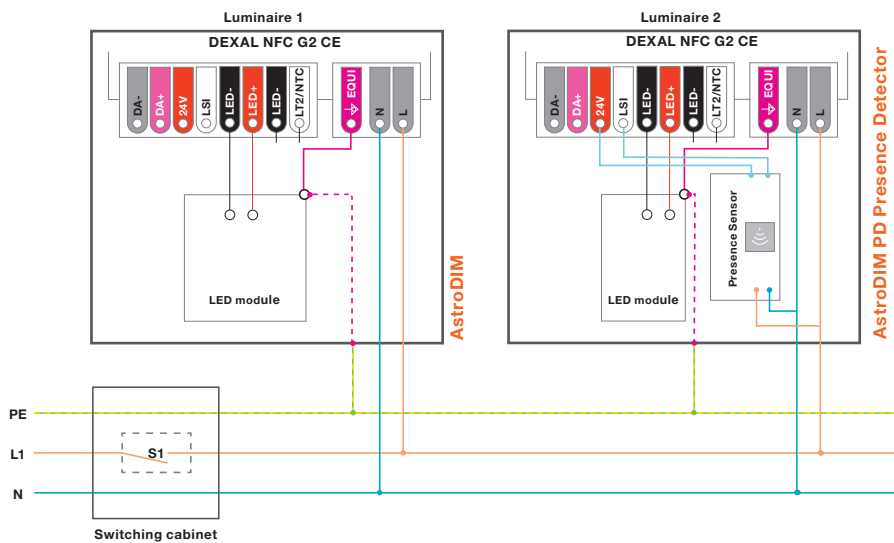 Luminaire 1
DEXAL NFC G2 CE
DA-
DA+
24V
LSI
LED-
LED+
LED-
LT2/NTC
EQUI
N
L
LED module
AstroDIM
Luminaire 2
DEXAL NFC G2 CE
DA-
DA+
24V
LSI
LED-
LED+
LED-
LT2/NTC
EQUI
N
L
Presence Sensor
LED module
AstroDIM PD Presence Detector
PE
L1
S1
N
Switching cabinet